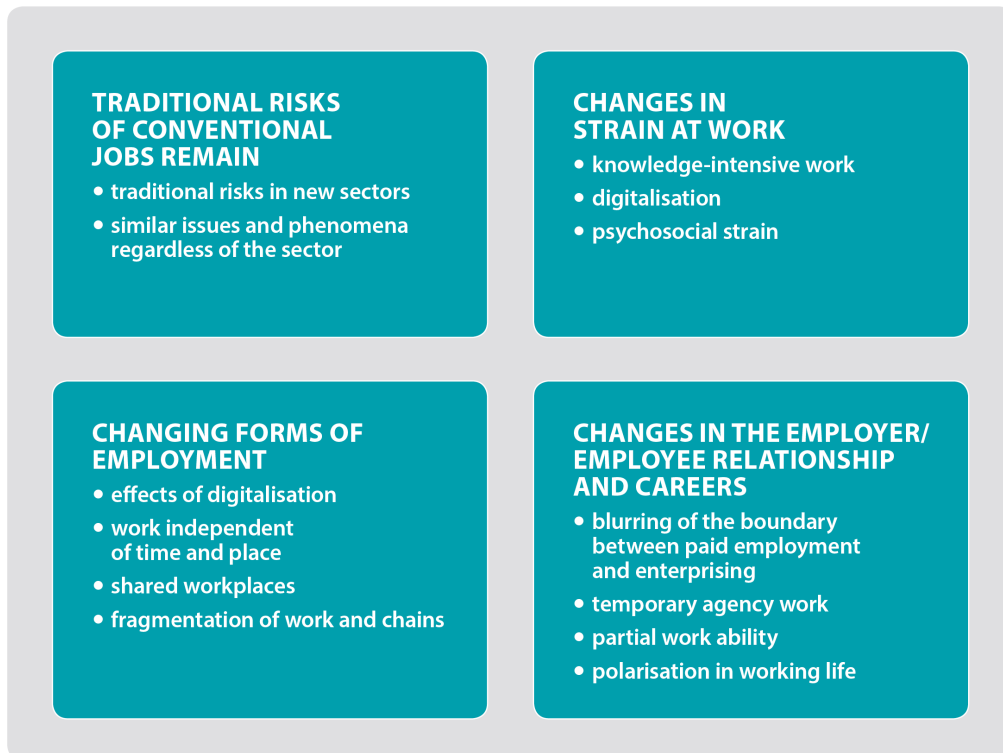 TRADITIONAL RISKS
OF CONVENTIONAL
JOBS REMAIN
• traditional risks in new sectors
• similar issues and phenomena
regardless of the sector
CHANGES IN
STRAIN AT WORK
• knowledge-intensive work
• digitalisation
• psychosocial strain
CHANGING FORMS OF
EMPLOYMENT
• effects of digitalisation
• work independent
of time and place
• shared workplaces
• fragmentation of work and chains
CHANGES IN THE EMPLOYER/
EMPLOYEE RELATIONSHIP
AND CAREERS
• blurring of the boundary
between paid employment
and enterprising
• temporary agency work
• partial work ability
• polarisation in working life